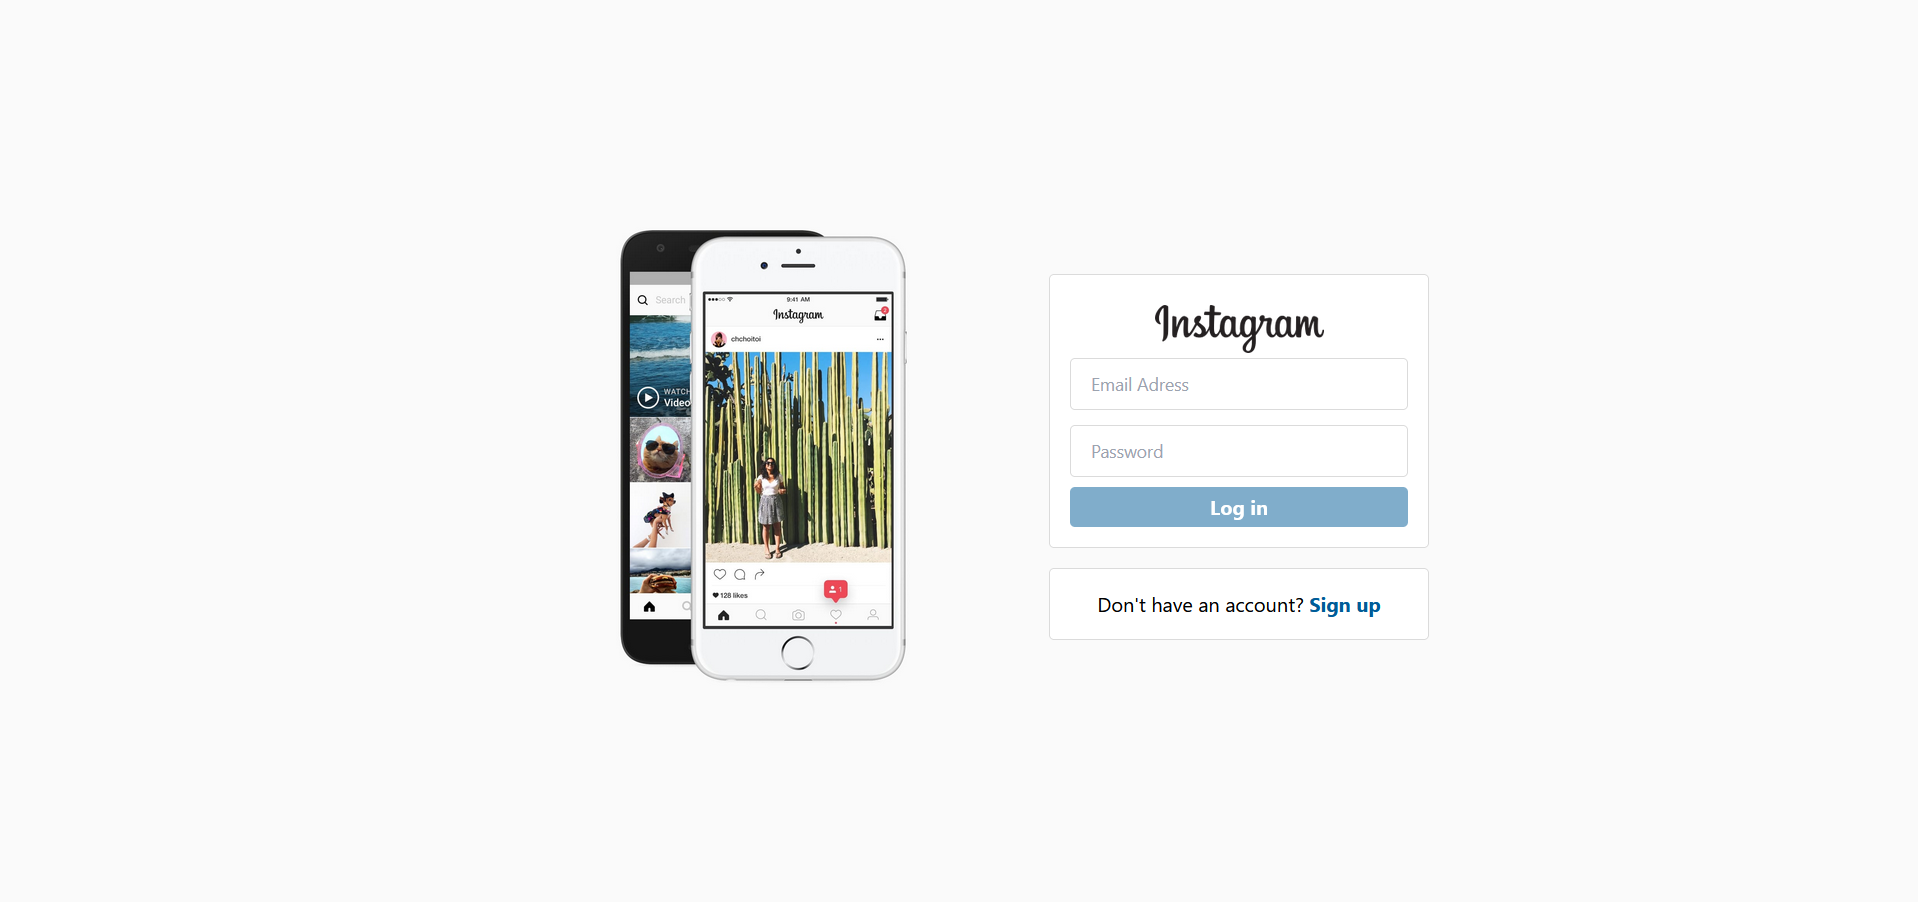 Search
WATCH
Video
9:41 AM
Instagram
chchoitoi
128 likes
1
Instagram
Email Adress
Password
Log in
Don't have an account? Sign up